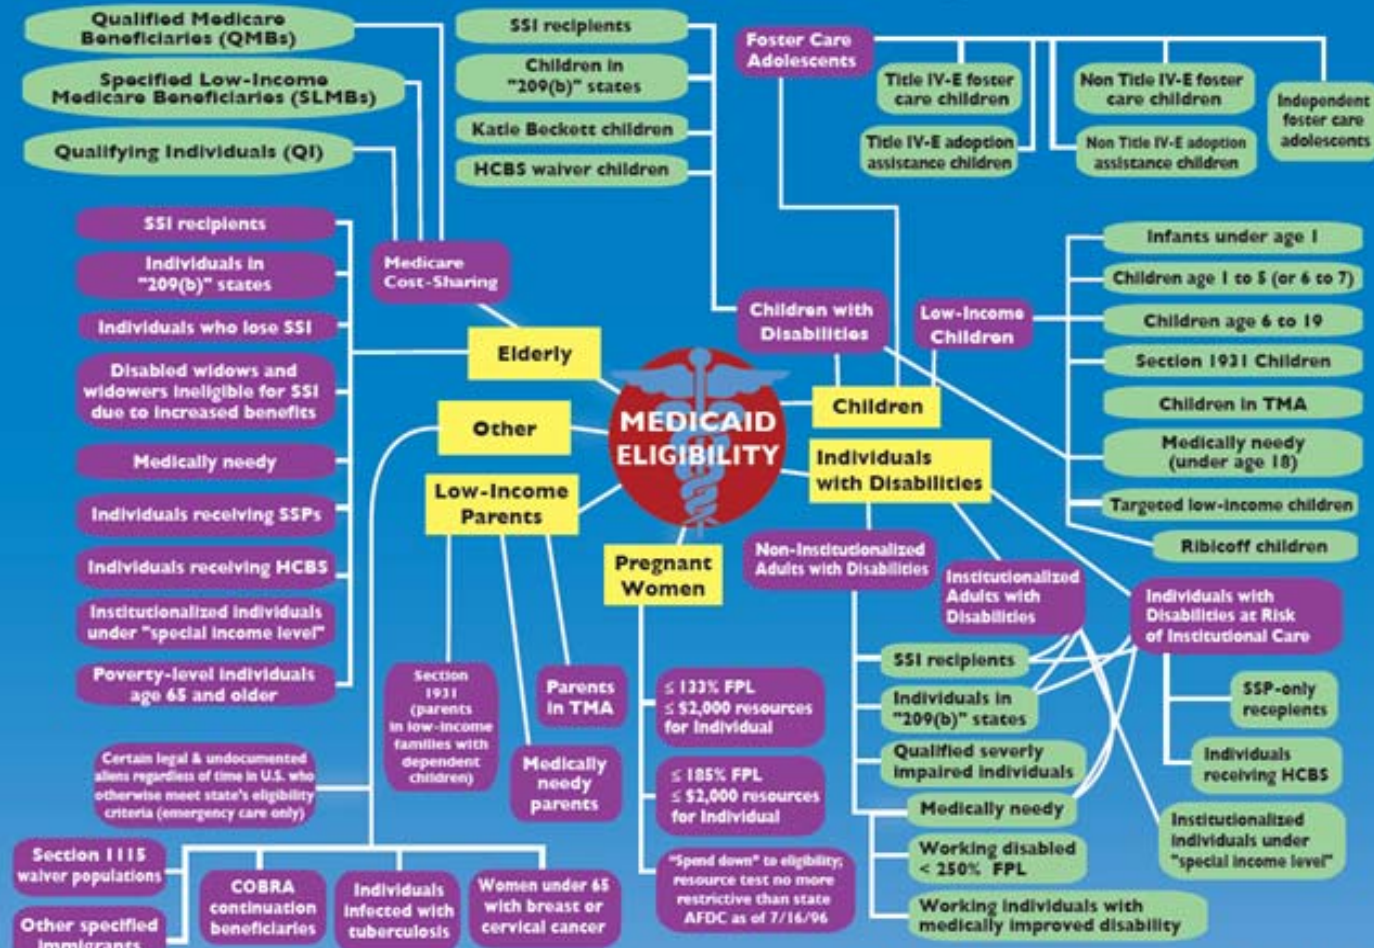 Qualified Medicare
Beneficiaries (QMBs)
Specified Low-Income
Medicare Beneficiaries (SLMBs)
Qualifying Individuals (QI)
SSI recipients
Children in
"209(b)" states
Katie Beckett children
HCBS waiver children
Foster Care
Adolescents
Title IV-E foster
care children
Title IV-E adoption
assistance children
Non Title IV-E foster
care children
Non Title IV-E adoption
assistance children
Independent
foster care
adolescents
SSI recipients
Individuals in
"209(b)" states
Individuals who lose SSI
Disabled widows and
widowers ineligible for SSI
due to increased benefits
Medically needy
Individuals receiving SSPs
Individuals receiving HCBS
Institutionalized individuals
under "special income level"
Poverty-level individuals
age 65 and older
Medicare
Cost-Sharing
Elderly
Other
Low-Income
Parents
MEDICAID
ELIGIBILITY
Pregnant
Women
Children with
Disabilities
Low-Income
Children
Children
Individuals
with Disabilities
Infants under age 1
Children age 1 to 5 (or 6 to 7)
Children age 6 to 19
Section 1931 Children
Children in TMA
Medically needy
(under age 18)
Targeted low-income children
Ribicoff children
Non-Institutionalized
Adults with Disabilities
Institutionalized
Adults with
Disabilities
Individuals with
Disabilities at Risk
of Institutional Care
SSI recipients
Individuals in
"209(b)" states
Qualified severly
impaired individuals
Medically needy
Working disabled
< 250% FPL
Working individuals with
medically improved disability
SSP-only
recepients
Individuals
receiving HCBS
Institutionalized
individuals under
"special income level"
Section
1931
(parents
in low-income
families with
dependent
children)
Parents
in TMA
Medically
needy
parents
≤ 133% FPL
≤ $2,000 resources
for Individual
≤ 185% FPL
≤ $2,000 resources
for Individual
"Spend down" to eligibility;
resource test no more
restrictive than state
AFDC as of 7/16/96
Certain legal & undocumented
aliens regardless of time in U.S. who
otherwise meet state's eligibility
criteria (emergency care only)
Section 1115
waiver populations
Other specified
immigrants
COBRA
continuation
beneficiaries
Individuals
infected with
tuberculosis
Women under 65
with breast or
cervical cancer